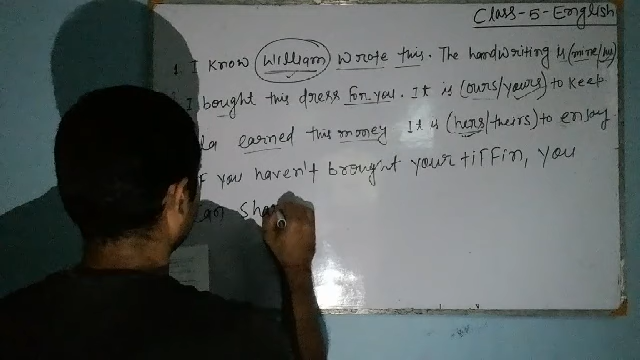 Class-5-English
1. I know William wrote this. The handwriting is (mine/his)
I bought this dress for you. It is (ours/yours) to keep.
earned this money It is (hers/theirs) to enjoy.
you haven't brought your tiffin, you
can sha